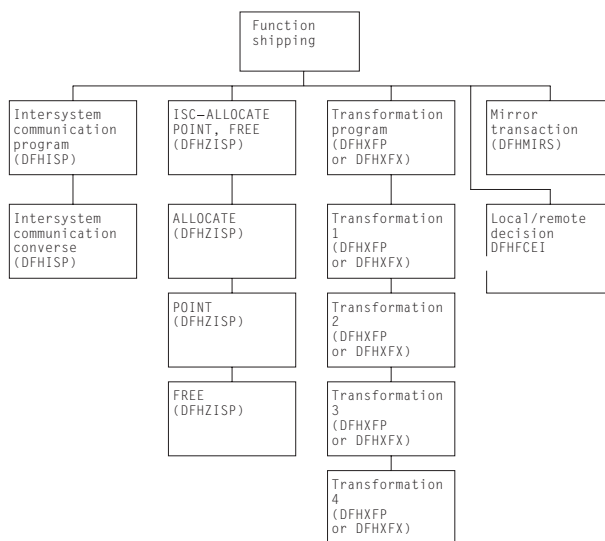 Function
shipping
Intersystem
communication
program
(DFHISP)
ISC–ALLOCATE
POINT, FREE
(DFHZISP)
Transformation
program
(DFHXFP
or DFHXFX)
Mirror
transaction
(DFHMIRS)
Intersystem
communication
converse
(DFHISP)
ALLOCATE
(DFHZISP)
Transformation
1
(DFHXFP
or DFHXFX)
Local/remote
decision
DFHFCEI
POINT
(DFHZISP)
Transformation
2
(DFHXFP
or DFHXFX)
FREE
(DFHZISP)
Transformation
3
(DFHXFP
or DFHXFX)
Transformation
4
(DFHXFP
or DFHXFX)